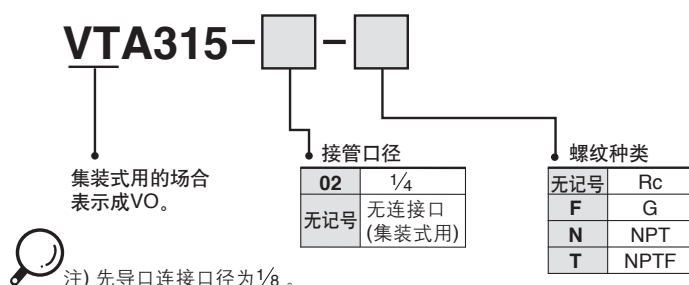 VTA315-□-□
集装式用的场合
表示成VO。
接管口径
02 1/4
无记号 无连接口
(集装式用)
螺纹种类
无记号 Rc
F G
N NPT
T NPTF
注) 先导口连接口径为1/8 。